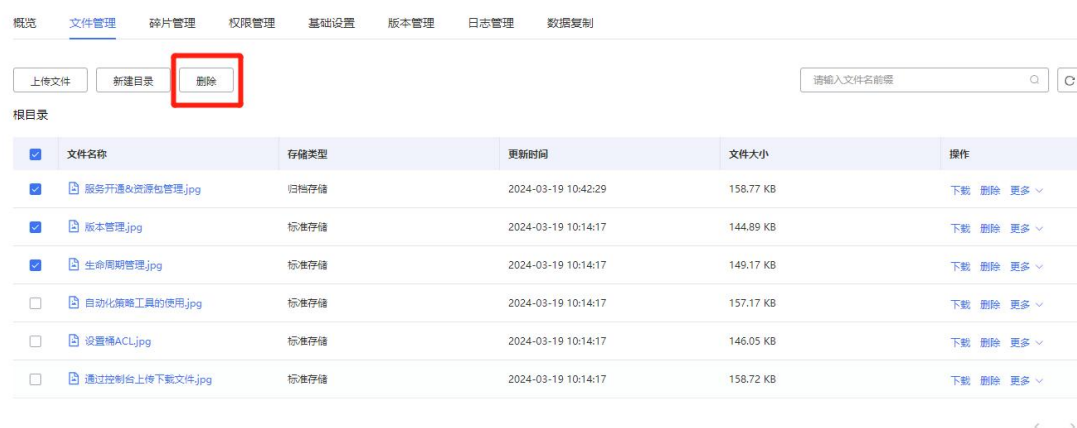 概览 文件管理 碎片管理 权限管理 基础设置 版本管理 日志管理 数据复制
上传文件 新建目录 删除 请输入文件名前缀
根目录
文件名称 存储类型 更新时间 文件大小 操作
服务开通&资源包管理.jpg 归档存储 2024-03-19 10:42:29 158.77 KB 下载 删除 更多
版本管理.jpg 标准存储 2024-03-19 10:14:17 144.89 KB 下载 删除 更多
生命周期管理.jpg 标准存储 2024-03-19 10:14:17 149.17 KB 下载 删除 更多
自动化策略工具的使用.jpg 标准存储 2024-03-19 10:14:17 157.17 KB 下载 删除 更多
设置桶ACL.jpg 标准存储 2024-03-19 10:14:17 146.05 KB 下载 删除 更多
通过控制台上传下载文件.jpg 标准存储 2024-03-19 10:14:17 158.72 KB 下载 删除 更多